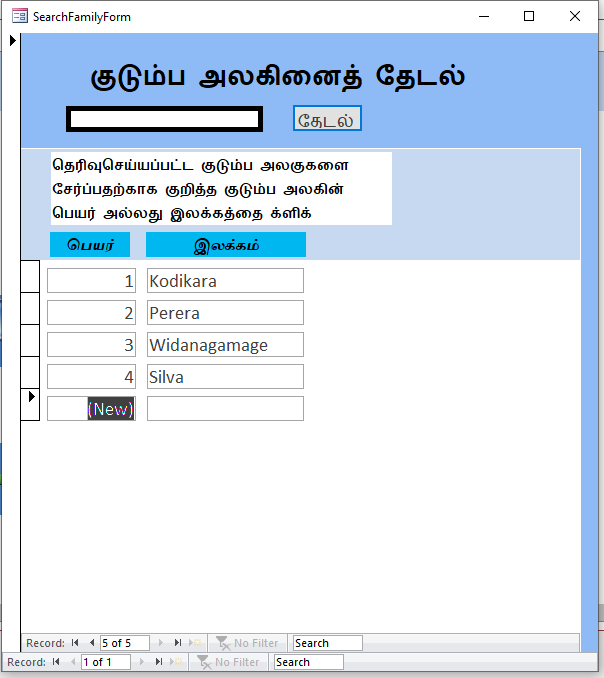 SearchFamilyForm
குடும்ப அலகினைத் தேடல்
தேடல்
தெரிவுசெய்யப்பட்ட குடும்ப அலகுகளை
சேர்ப்பதற்காக குறித்த குடும்ப அலகின்
பெயர் அல்லது இலக்கத்தை க்ளிக்
பெயர் இலக்கம்
1 Kodikara
2 Perera
3 Widanagamage
4 Silva
(New)
Record: 5 of 5 No Filter Search
Record: 1 of 1 No Filter Search